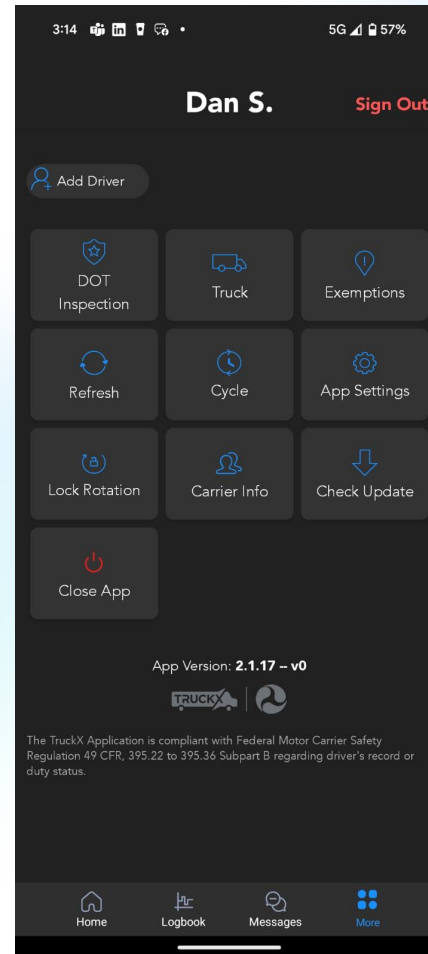 3:14
5G 57%
Dan S.
Sign Out
Add Driver
DOT
Inspection
Truck
Exemptions
Refresh
Cycle
App Settings
Lock Rotation
Carrier Info
Check Update
Close App
App Version: 2.1.17 -- v0
TRUCKX
The TruckX Application is compliant with Federal Motor Carrier Safety
Regulation 49 CFR, 395.22 to 395.36 Subpart B regarding driver's record or
duty status.
Home
Logbook
Messages
More